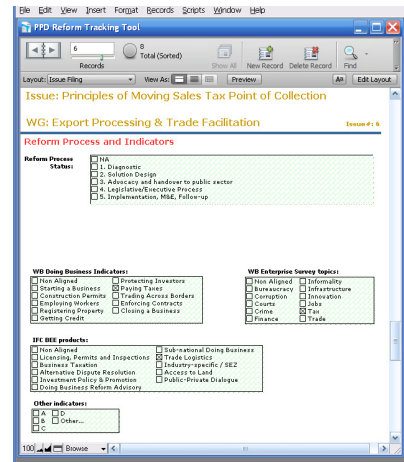 File Edit View Insert Format Records Scripts Window Help
PPD Reform Tracking Tool
6 8 Total (Sorted)
Records Show All New Record Delete Record Find
Layout: Issue Filing View As: Preview Aa Edit Layout
Issue: Principles of Moving Sales Tax Point of Collection
WG: Export Processing & Trade Facilitation Issue#: 6
Reform Process and Indicators
Reform Process Status:
NA
1. Diagnostic
2. Solution Design
3. Advocacy and handover to public sector
4. Legislative/Executive Process
5. Implementation, M&E, Follow-up
WB Doing Business Indicators:
Non Aligned Protecting Investors
Starting a Business Paying Taxes
Construction Permits Trading Across Borders
Employing Workers Enforcing Contracts
Registering Property Closing a Business
Getting Credit
WB Enterprise Survey topics:
Non Aligned Informality
Bureaucracy Infrastructure
Corruption Innovation
Courts Jobs
Crime Tax
Finance Trade
IFC BEE products:
Non Aligned Sub-national Doing Business
Licensing, Permits and Inspections Trade Logistics
Business Taxation Industry-specific / SEZ
Alternative Dispute Resolution Access to Land
Investment Policy & Promotion Public-Private Dialogue
Doing Business Reform Advisory
Other indicators:
A D
B Other...
C
100 Browse